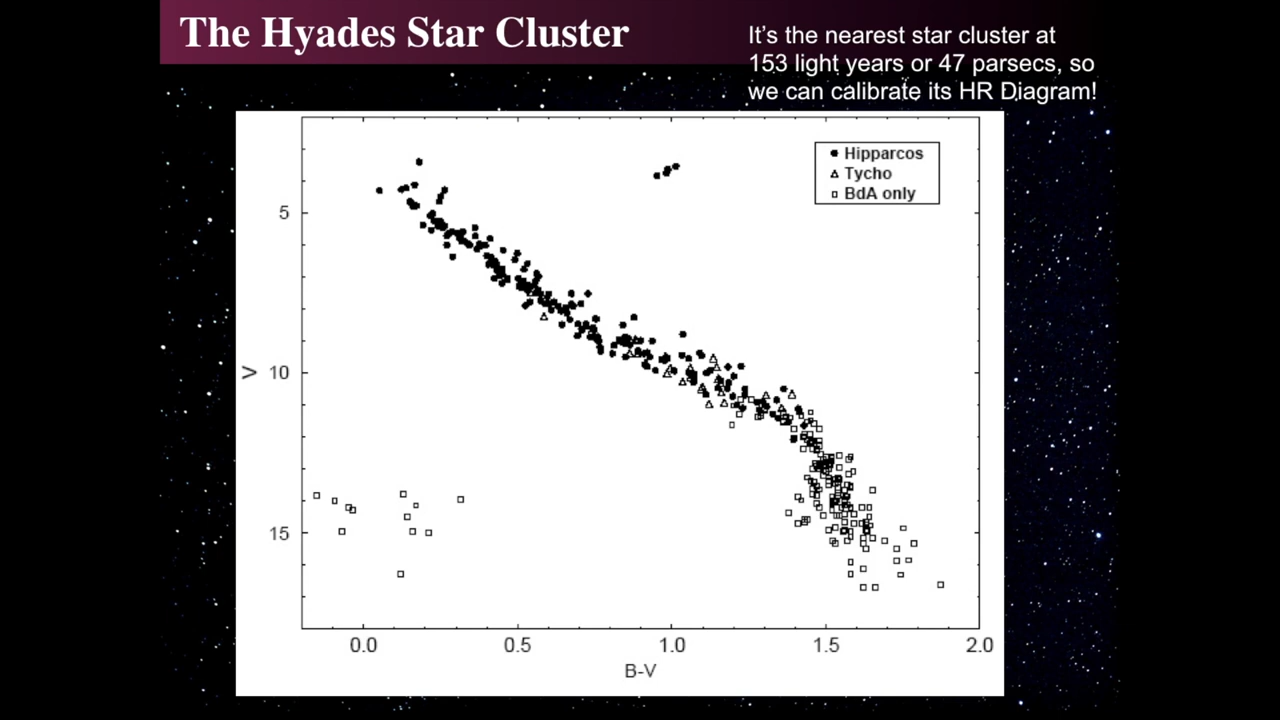 The Hyades Star Cluster
It's the nearest star cluster at
153 light years or 47 parsecs, so
we can calibrate its HR Diagram!
Hipparcos
Tycho
BdA only
5
10
15
V
0.0 0.5 1.0 1.5 2.0
B-V